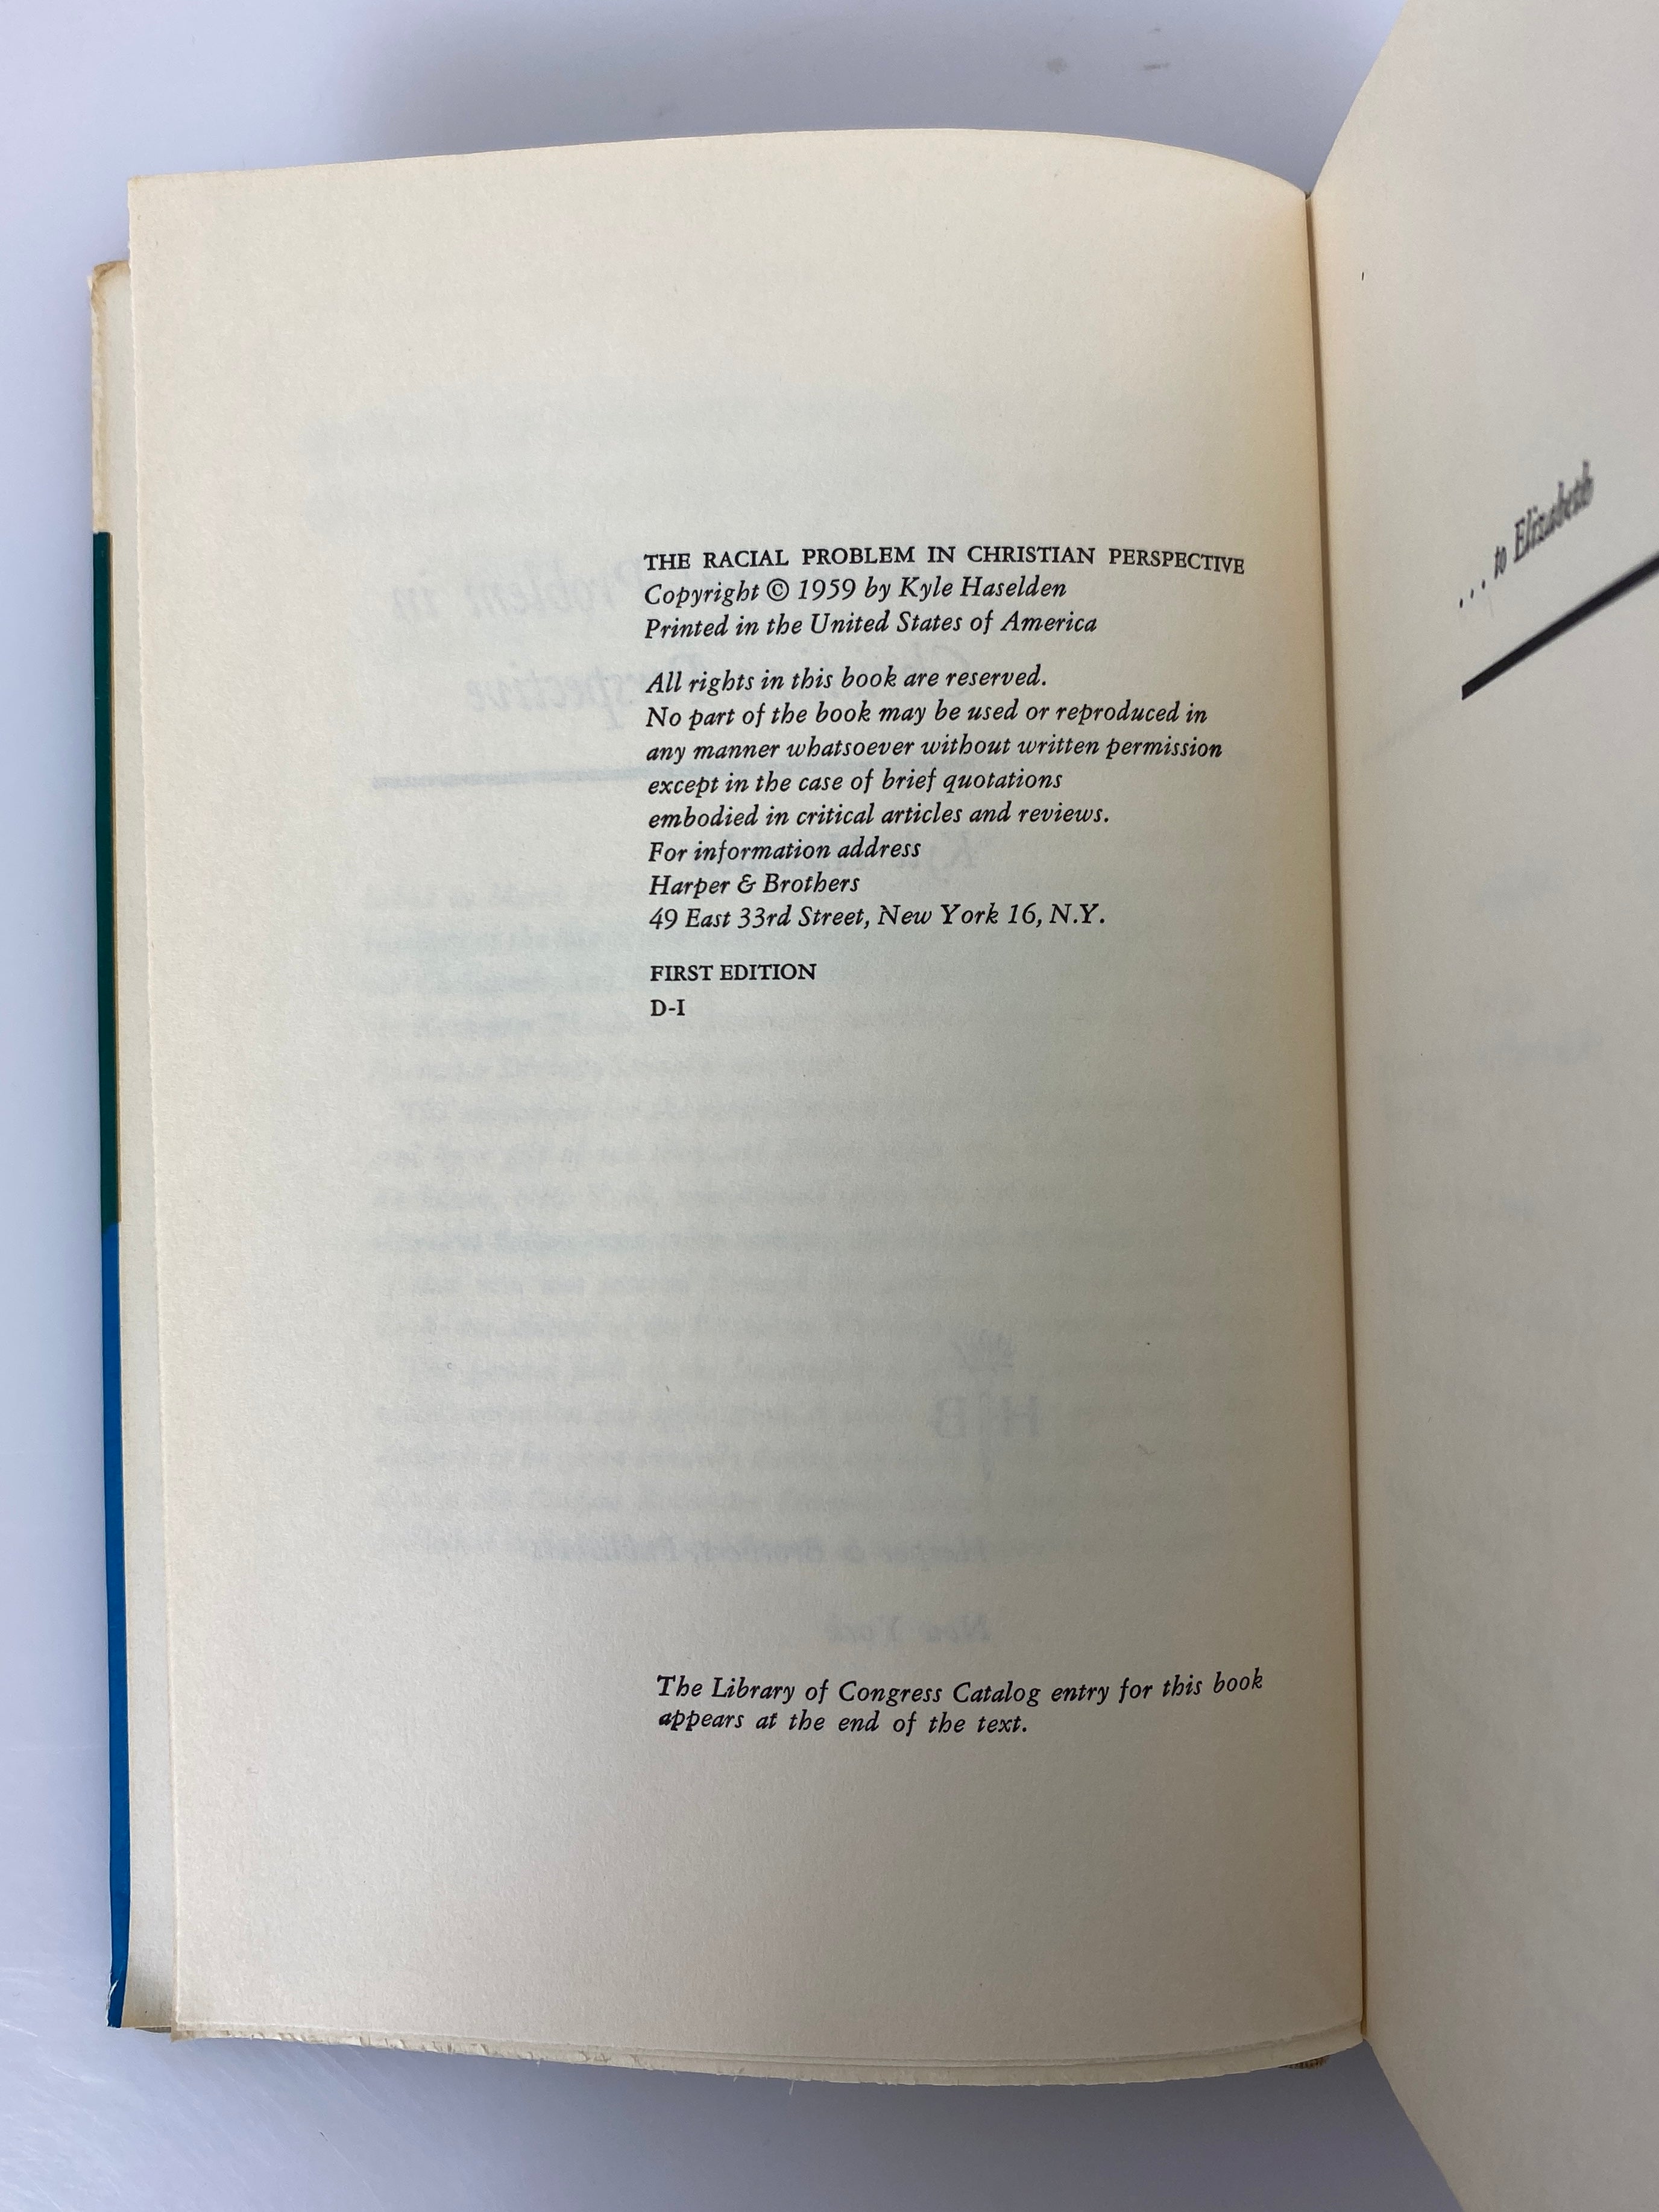 THE RACIAL PROBLEM IN CHRISTIAN PERSPECTIVE
Copyright © 1959 by Kyle Haselden
Printed in the United States of America
All rights in this book are reserved.
No part of the book may be used or reproduced in
any manner whatsoever without written permission
except in the case of brief quotations
embodied in critical articles and reviews.
For information address
Harper & Brothers
49 East 33rd Street, New York 16, N.Y.
FIRST EDITION
D-I
The Library of Congress Catalog entry for this book
appears at the end of the text.
... to Elizabeth